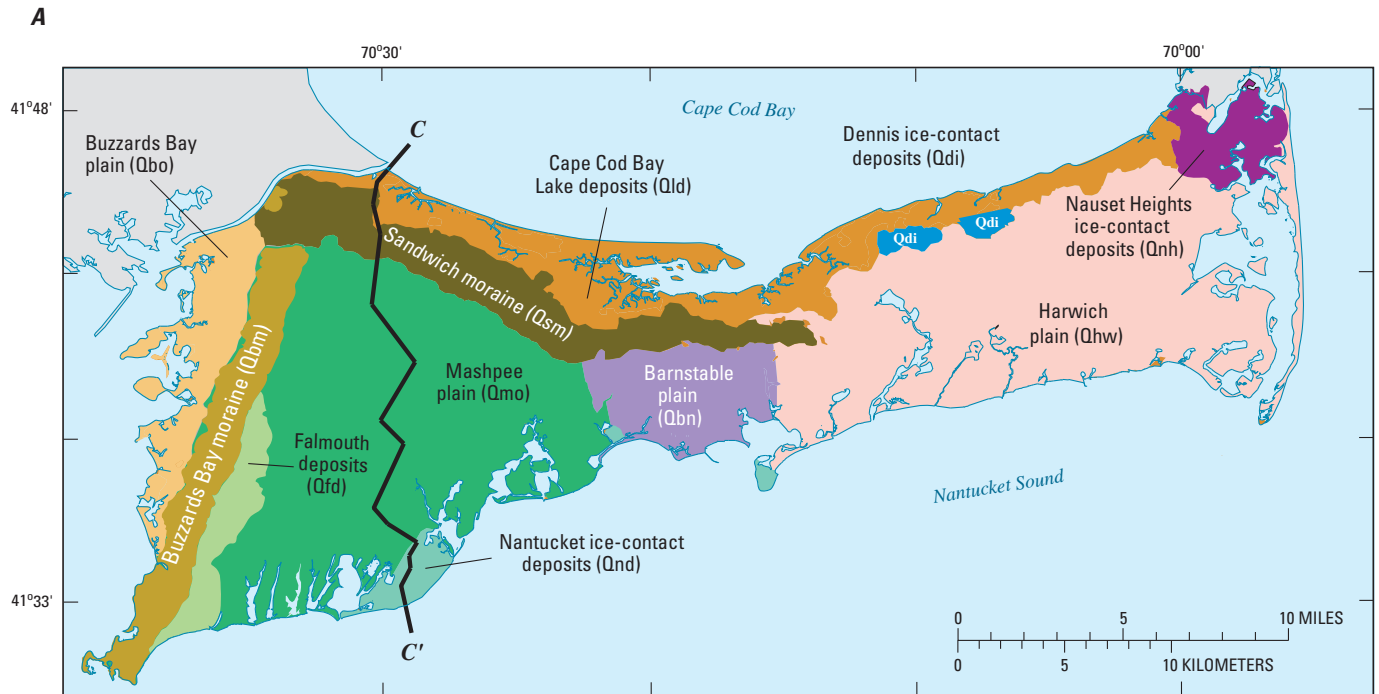 A
70°30'
70°00'
41°48'
Buzzards Bay
plain (Qbo)
C
Cape Cod Bay
Cape Cod Bay
Lake deposits (Qld)
Dennis ice-contact
deposits (Qdi)
Qdi
Qdi
Nauset Heights
ice-contact
deposits (Qnh)
Sandwich moraine (Qsm)
Harwich
plain (Qhw)
Buzzards Bay moraine (Qbm)
Mashpee
plain (Qmo)
Barnstable
plain
(Qbn)
Falmouth
deposits
(Qfd)
Nantucket Sound
Nantucket ice-contact
deposits (Qnd)
41°33'
C'
0 5 10 MILES
0 5 10 KILOMETERS